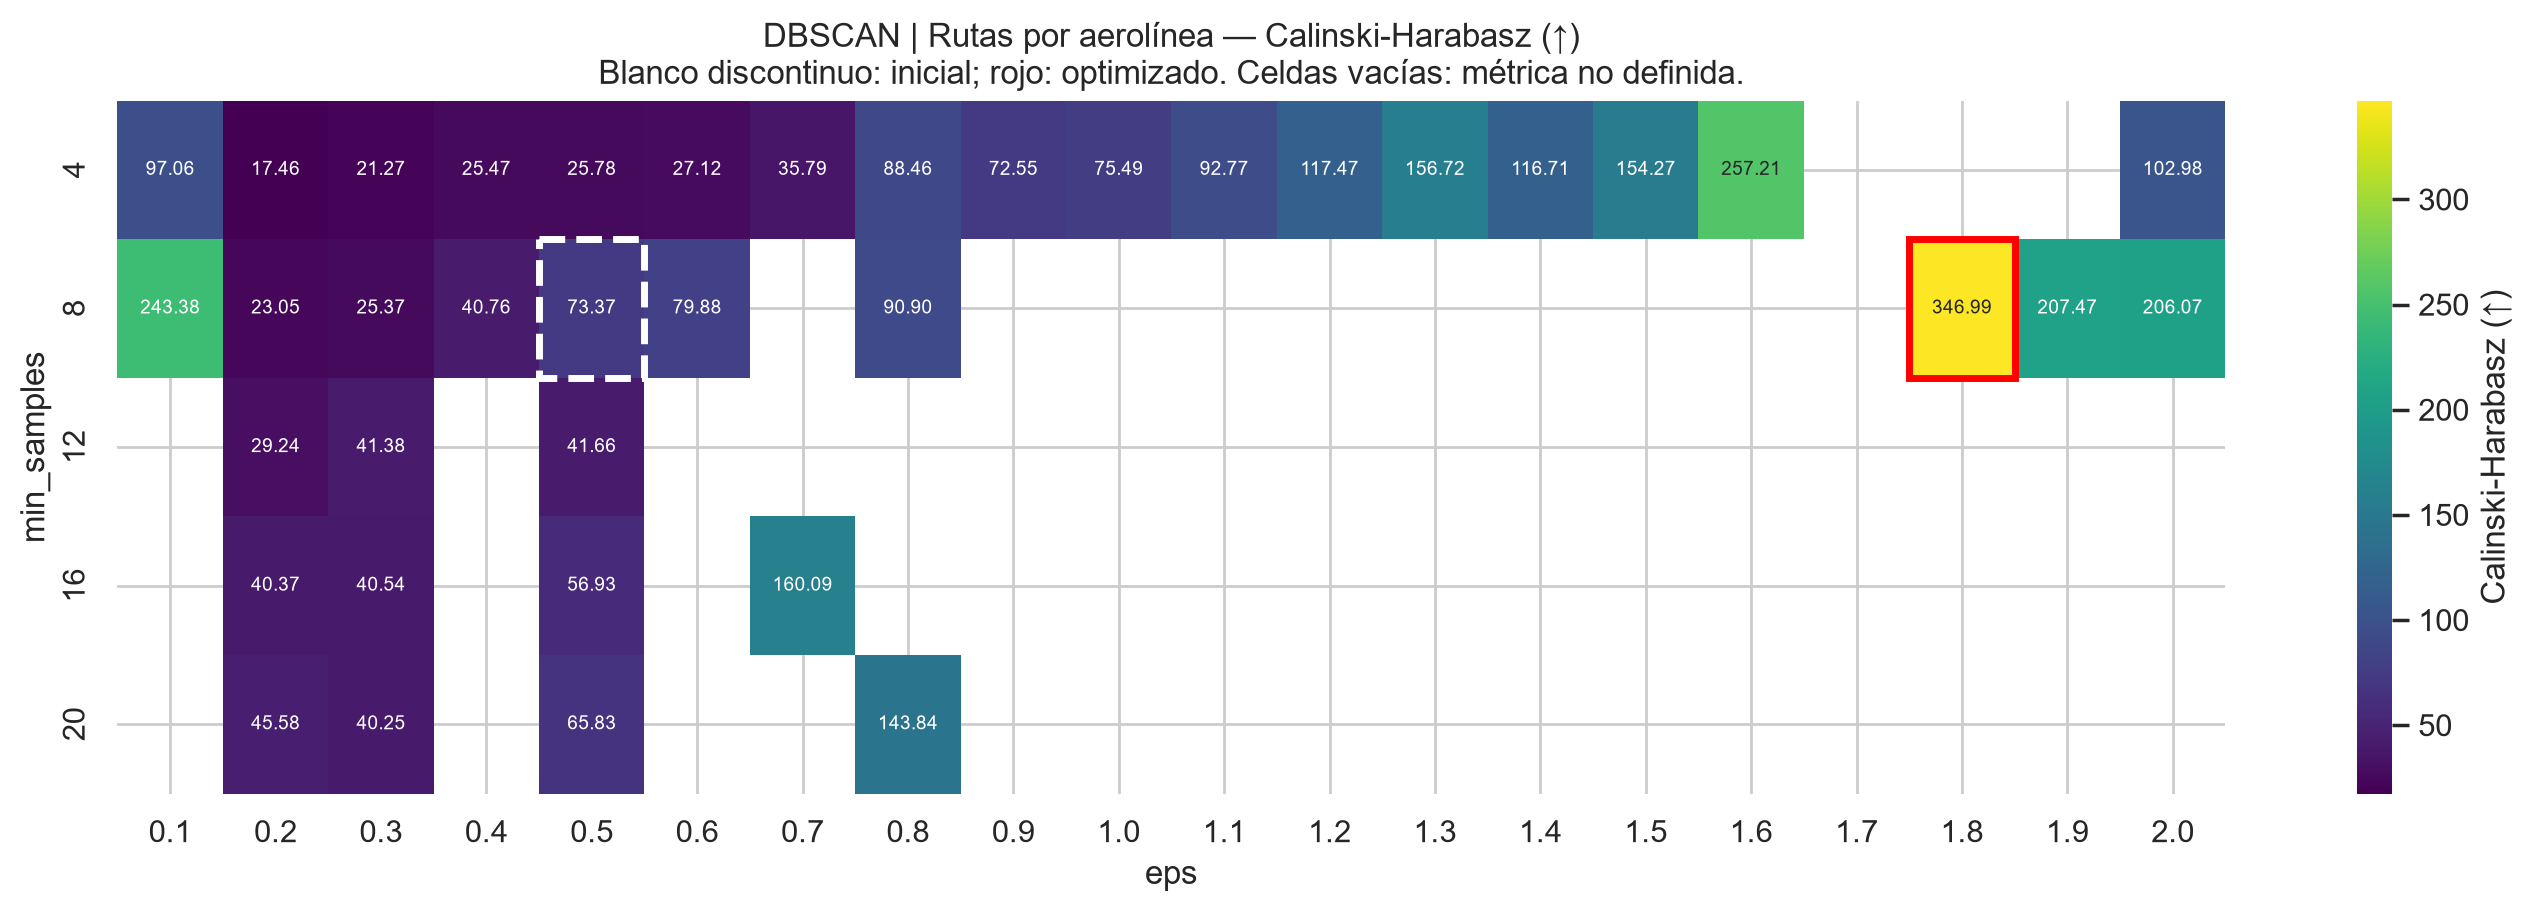 DBSCAN | Rutas por aerolínea — Calinski-Harabasz (↑)
Blanco discontinuo: inicial; rojo: optimizado. Celdas vacías: métrica no definida.
min_samples
4
97.06 17.46 21.27 25.47 25.78 27.12 35.79 88.46 72.55 75.49 92.77 117.47 156.72 116.71 154.27 257.21 102.98
8
243.38 23.05 25.37 40.76 73.37 79.88 90.90 346.99 207.47 206.07
12
29.24 41.38 41.66
16
40.37 40.54 56.93 160.09
20
45.58 40.25 65.83 143.84
0.1 0.2 0.3 0.4 0.5 0.6 0.7 0.8 0.9 1.0 1.1 1.2 1.3 1.4 1.5 1.6 1.7 1.8 1.9 2.0
eps
300
250
200
150
100
50
Calinski-Harabasz (↑)